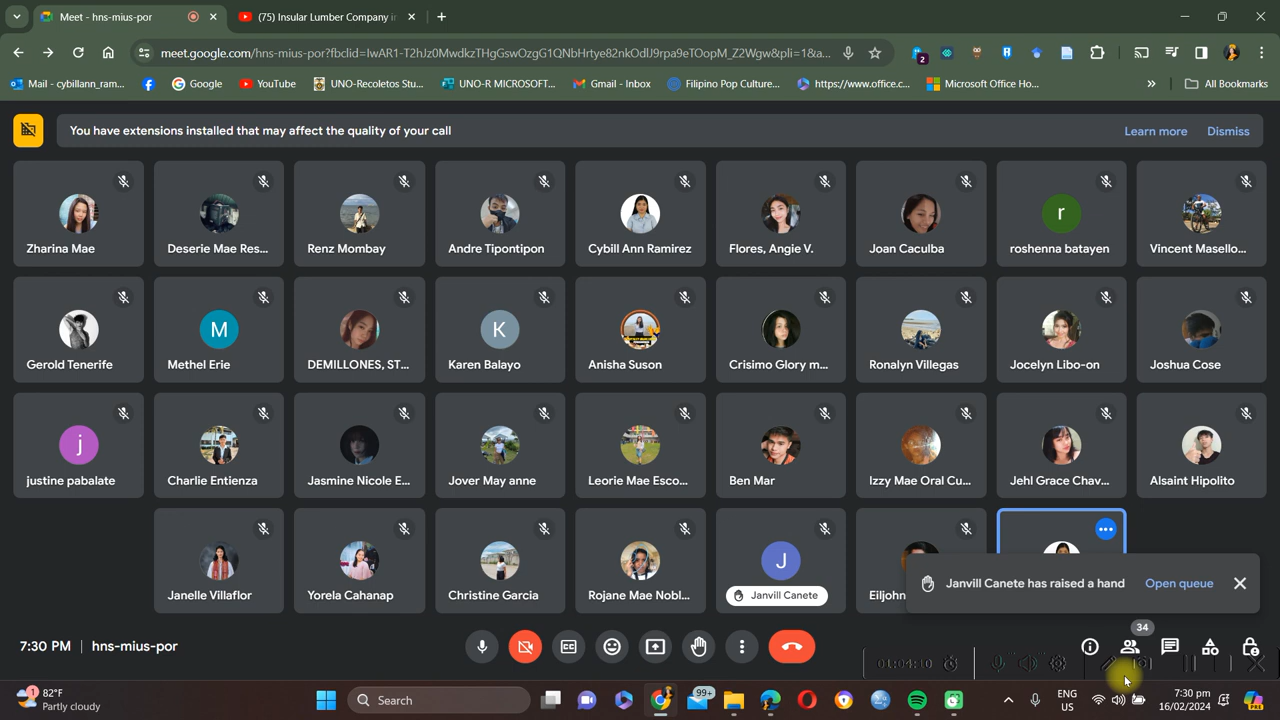 Meet - hns-mius-por
(75) Insular Lumber Company in
meet.google.com/hns-mius-por?fbclid=IwAR1-T2hJz0MwdkzTHgGswOzgG1QNbHrtye82nkOdlJ9rpa9eTOopM_Z2Wgw&pli=1&a...
2
Mail - cybillann_ram...
Google
YouTube
UNO-Recoletos Stu...
UNO-R MICROSOFT...
Gmail - Inbox
Filipino Pop Culture...
https://www.office.c...
Microsoft Office Ho...
All Bookmarks
You have extensions installed that may affect the quality of your call
Learn more
Dismiss
Zharina Mae
Deserie Mae Res...
Renz Mombay
Andre Tipontipon
Cybill Ann Ramirez
Flores, Angie V.
Joan Caculba
r
roshenna batayen
Vincent Masello...
Gerold Tenerife
M
Methel Erie
DEMILLONES, ST...
K
Karen Balayo
Anisha Suson
Crisimo Glory m...
Ronalyn Villegas
Jocelyn Libo-on
Joshua Cose
j
justine pabalate
Charlie Entienza
Jasmine Nicole E...
Jover May anne
Leorie Mae Esco...
Ben Mar
Izzy Mae Oral Cu...
Jehl Grace Chav...
Alsaint Hipolito
Janelle Villaflor
Yorela Cahanap
Christine Garcia
Rojane Mae Nobl...
J
Janvill Canete
Eiljohn
Janvill Canete has raised a hand
Open queue
7:30 PM | hns-mius-por
34
01:04:10
1
82°F
Partly cloudy
Search
99+
ENG
US
7:30 pm
16/02/2024